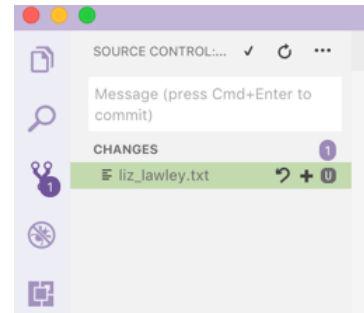 SOURCE CONTROL:...
Message (press Cmd+Enter to
commit)
CHANGES 1
liz_lawley.txt U
1